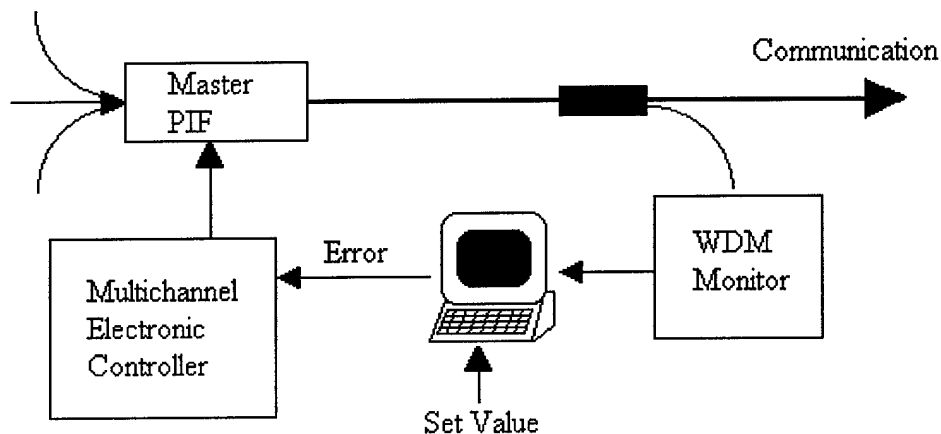 Communication
Master
PIF
WDM
Monitor
Error
Multichannel
Electronic
Controller
Set Value